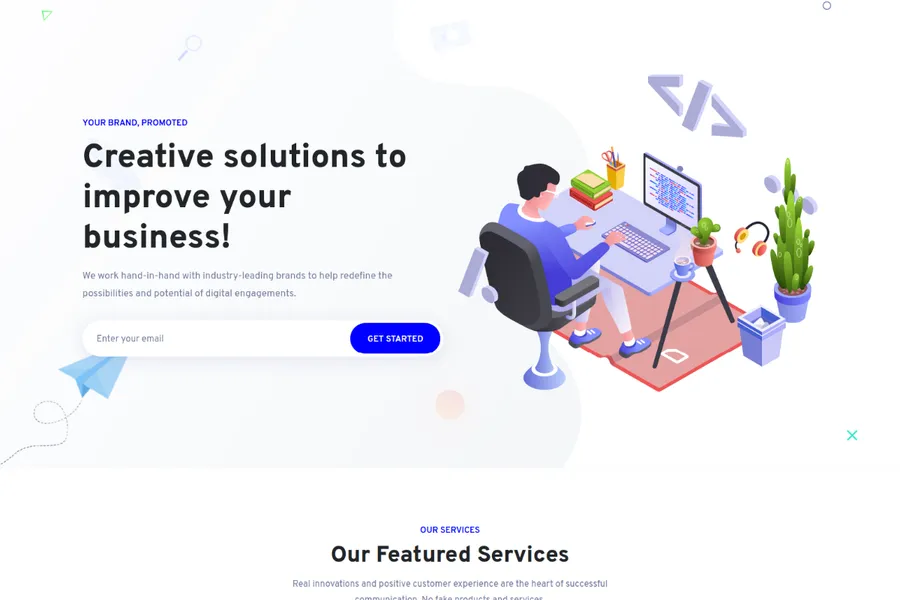 YOUR BRAND, PROMOTED
Creative solutions to
improve your
business!
We work hand-in-hand with industry-leading brands to help redefine the
possibilities and potential of digital engagements.
Enter your email
GET STARTED
OUR SERVICES
Our Featured Services
Real innovations and positive customer experience are the heart of successful
communication. No fake products and services.